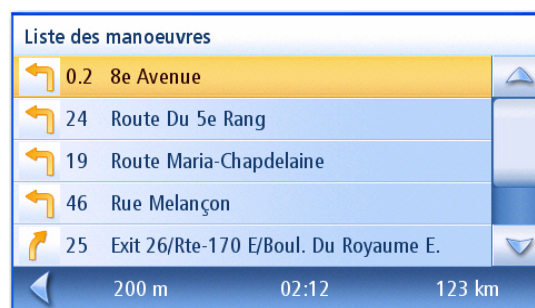 Liste des manoeuvres
0.2 8e Avenue
24 Route Du 5e Rang
19 Route Maria-Chapdelaine
46 Rue Melançon
25 Exit 26/Rte-170 E/Boul. Du Royaume E.
200 m 02:12 123 km